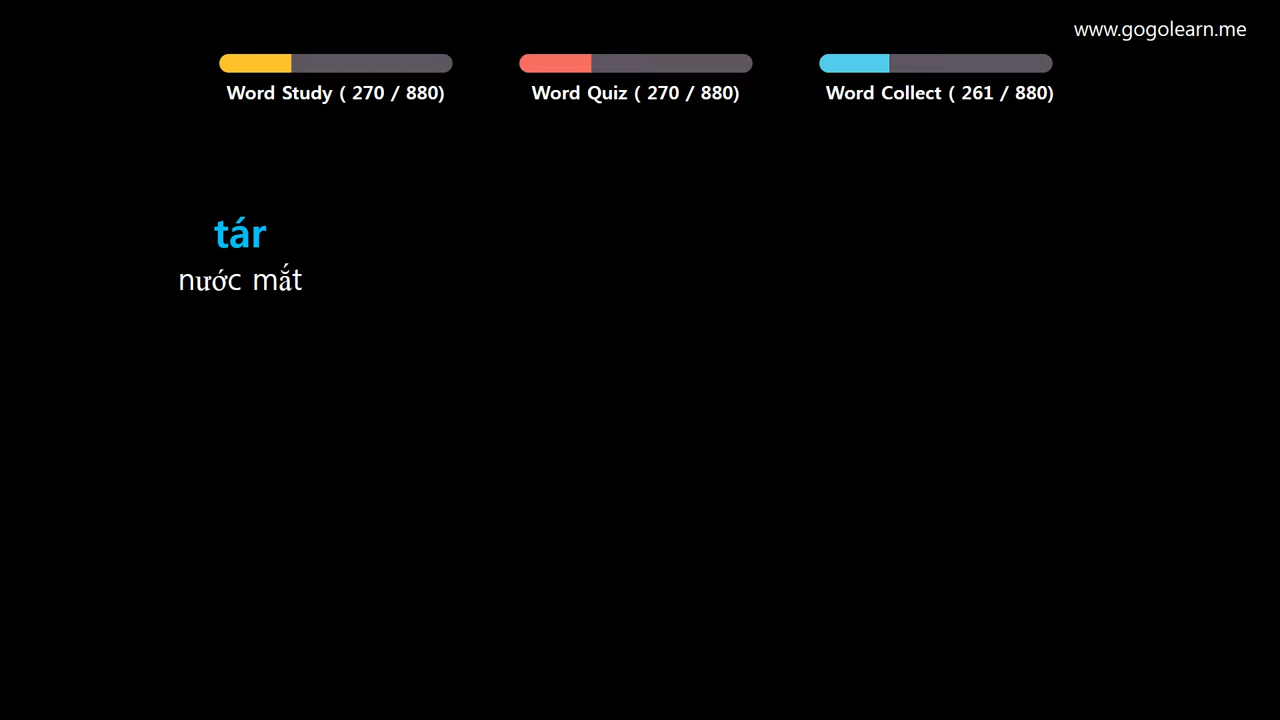 www.gogolearn.me
Word Study ( 270 / 880)
Word Quiz ( 270 / 880)
Word Collect ( 261 / 880)
tár
nước mắt